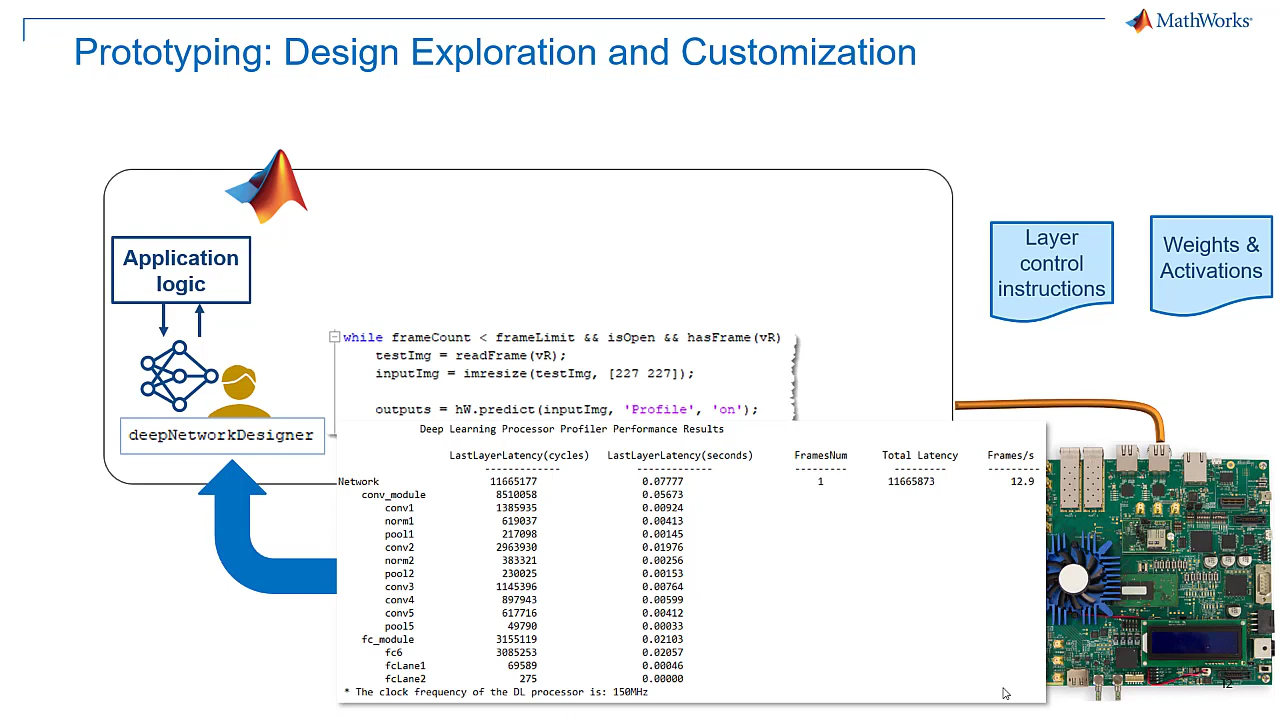 MathWorks
Prototyping: Design Exploration and Customization
Application
logic
Layer
control
instructions
Weights &
Activations
while frameCount < frameLimit && isOpen && hasFrame(vR)
testImg = readFrame(vR);
inputImg = imresize(testImg, [227 227]);
outputs = hW.predict(inputImg, 'Profile', 'on');
deepNetworkDesigner
Deep Learning Processor Profiler Performance Results
LastLayerLatency(cycles) LastLayerLatency(seconds) FramesNum Total Latency Frames/s
------------- ------------- --------- --------- ---------
Network 11665177 0.07777 1 11665873 12.9
conv_module 8510058 0.05673
conv1 1385935 0.00924
norm1 619037 0.00413
pool1 217098 0.00145
conv2 2963930 0.01976
norm2 383321 0.00256
pool2 230025 0.00153
conv3 1145396 0.00764
conv4 897943 0.00599
conv5 617716 0.00412
pool5 49790 0.00033
fc_module 3155119 0.02103
fc6 3085253 0.02057
fcLane1 69589 0.00046
fcLane2 275 0.00000
* The clock frequency of the DL processor is: 150MHz
12